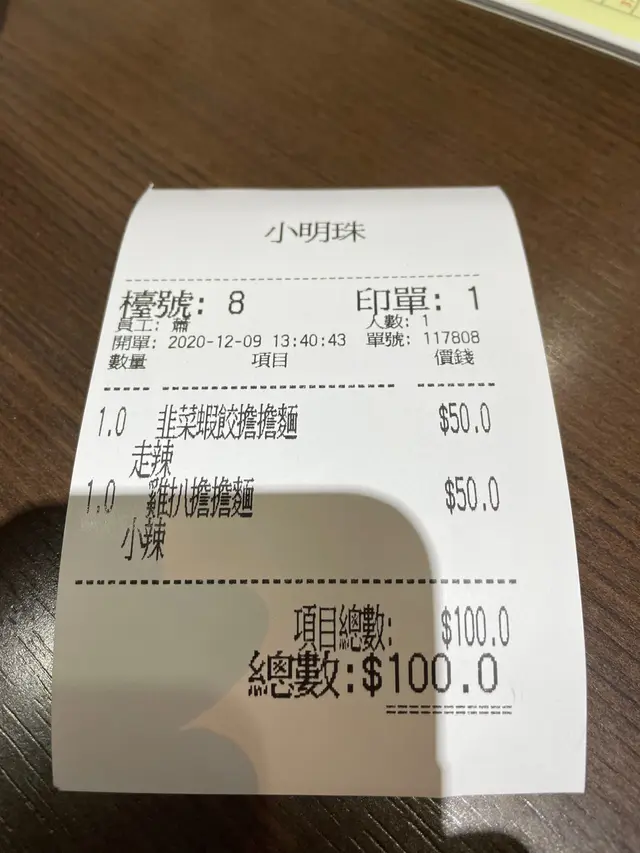 小明珠
檯號: 8 印單: 1
員工: 蕭 人數: 1
開單: 2020-12-09 13:40:43 單號: 117808
數量 項目 價錢
1.0 韭菜蝦餃擔擔麵 $50.0
走辣
1.0 雞扒擔擔麵 $50.0
小辣
項目總數: $100.0
總數:$100.0